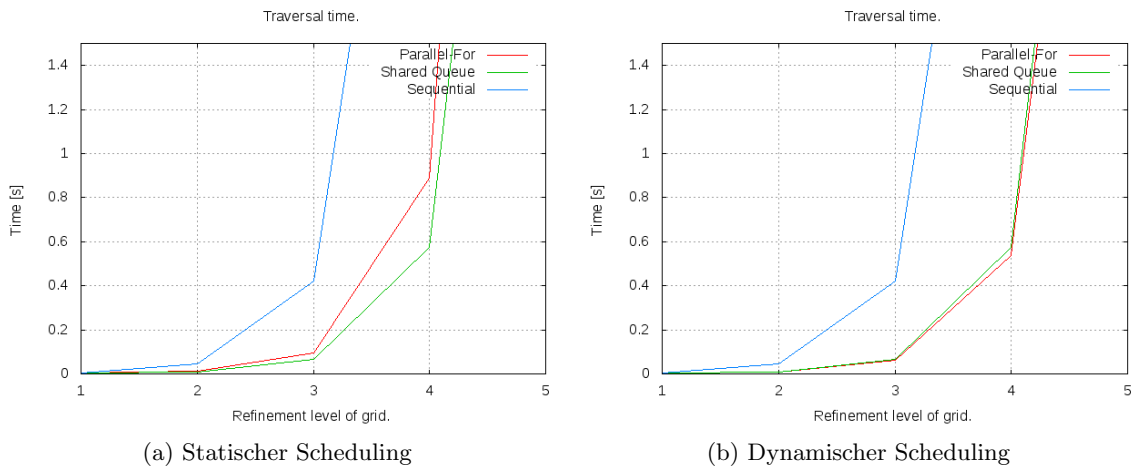 Traversal time.
Parallel-For
Shared Queue
Sequential
1.4
1.2
1
0.8
0.6
0.4
0.2
0
Time [s]
1 2 3 4 5
Refinement level of grid.
(a) Statischer Scheduling
Traversal time.
Parallel-For
Shared Queue
Sequential
1.4
1.2
1
0.8
0.6
0.4
0.2
0
Time [s]
1 2 3 4 5
Refinement level of grid.
(b) Dynamischer Scheduling